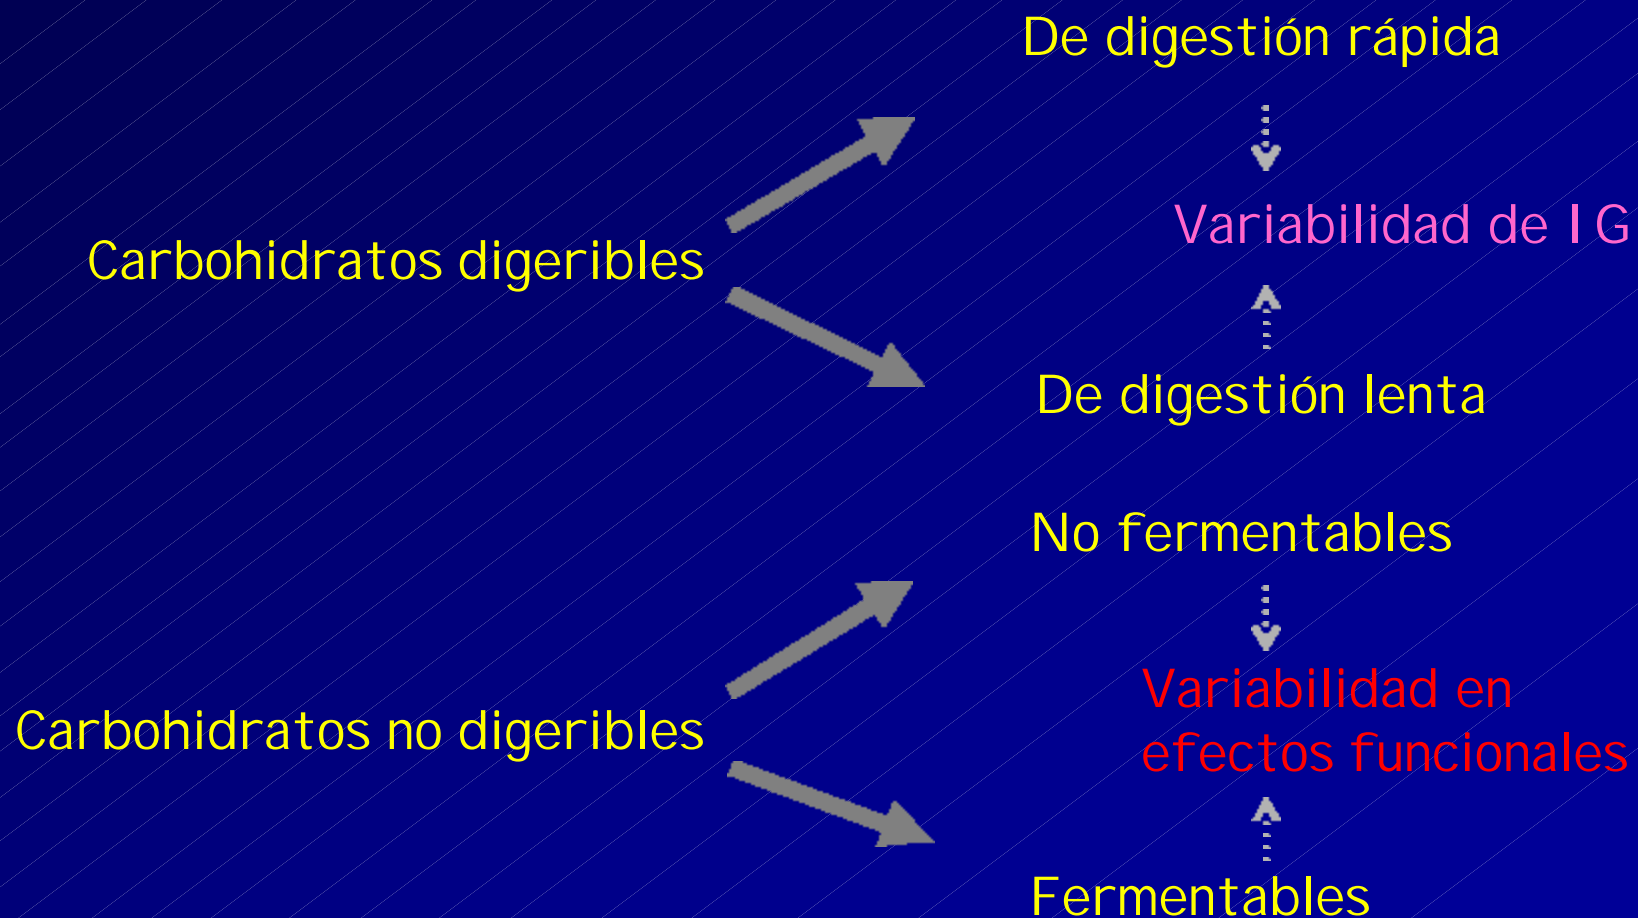 De digestión rápida
Variabilidad de IG
Carbohidratos digeribles
De digestión lenta
No fermentables
Variabilidad en
efectos funcionales
Carbohidratos no digeribles
Fermentables